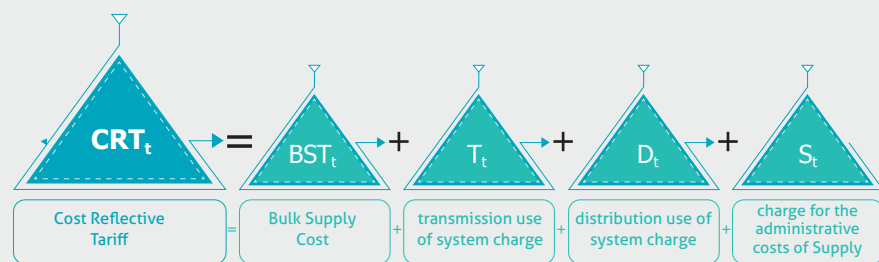 CRTt = BSTt + Tt + Dt + St
Cost Reflective
Tariff
=
Bulk Supply
Cost
+
transmission use
of system charge
+
distribution use of
system charge
+
charge for the
administrative
costs of Supply